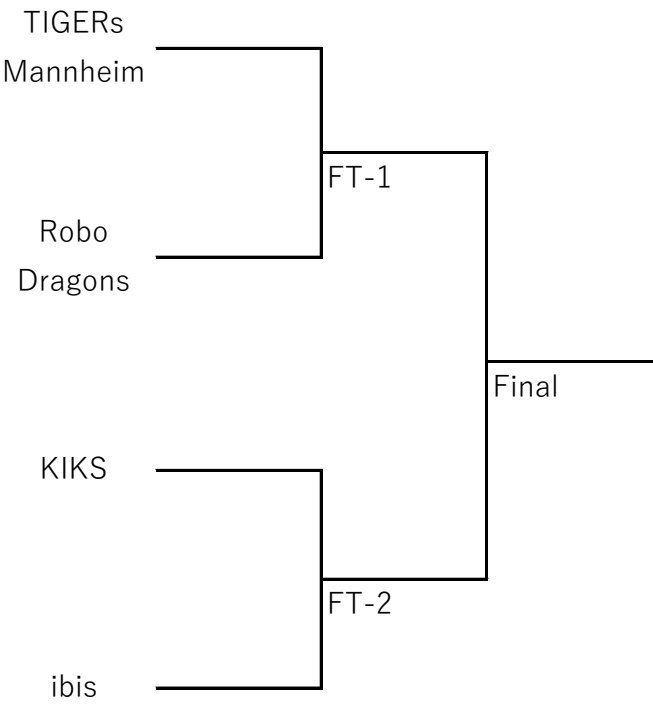 TIGERs
Mannheim
FT-1
Robo
Dragons
Final
KIKS
FT-2
ibis